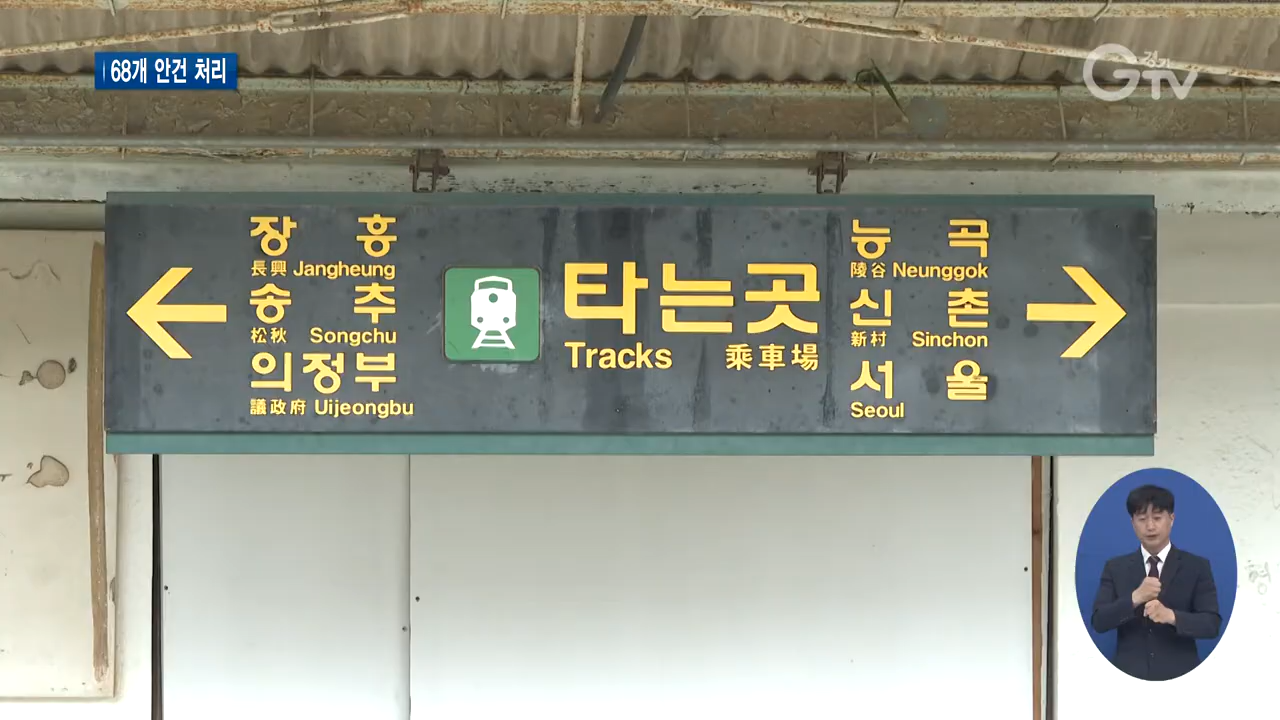 68개 안건 처리
경기
GTV
장흥
長興 Jangheung
송추
松秋 Songchu
의정부
議政府 Uijeongbu
타는곳
Tracks 乘車場
능곡
陵谷 Neunggok
신촌
新村 Sinchon
서울
Seoul